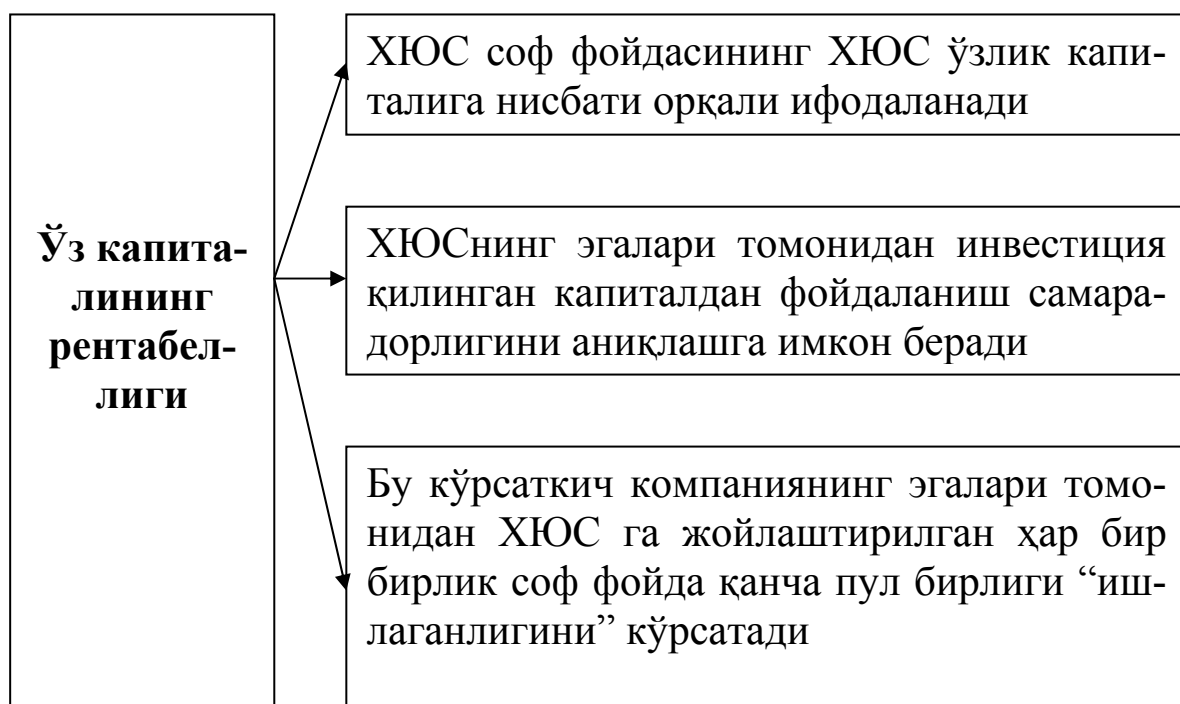 Ўз капита-
лининг
рентабел-
лиги
ХЮС соф фойдасининг ХЮС ўзлик капи-
талига нисбати орқали ифодаланади
ХЮСнинг эгалари томонидан инвестиция
қилинган капиталдан фойдаланиш самара-
дорлигини аниқлашга имкон беради
Бу кўрсаткич компаниянинг эгалари томо-
нидан ХЮС га жойлаштирилган ҳар бир
бирлик соф фойда қанча пул бирлиги “иш-
лаганлигини” кўрсатади